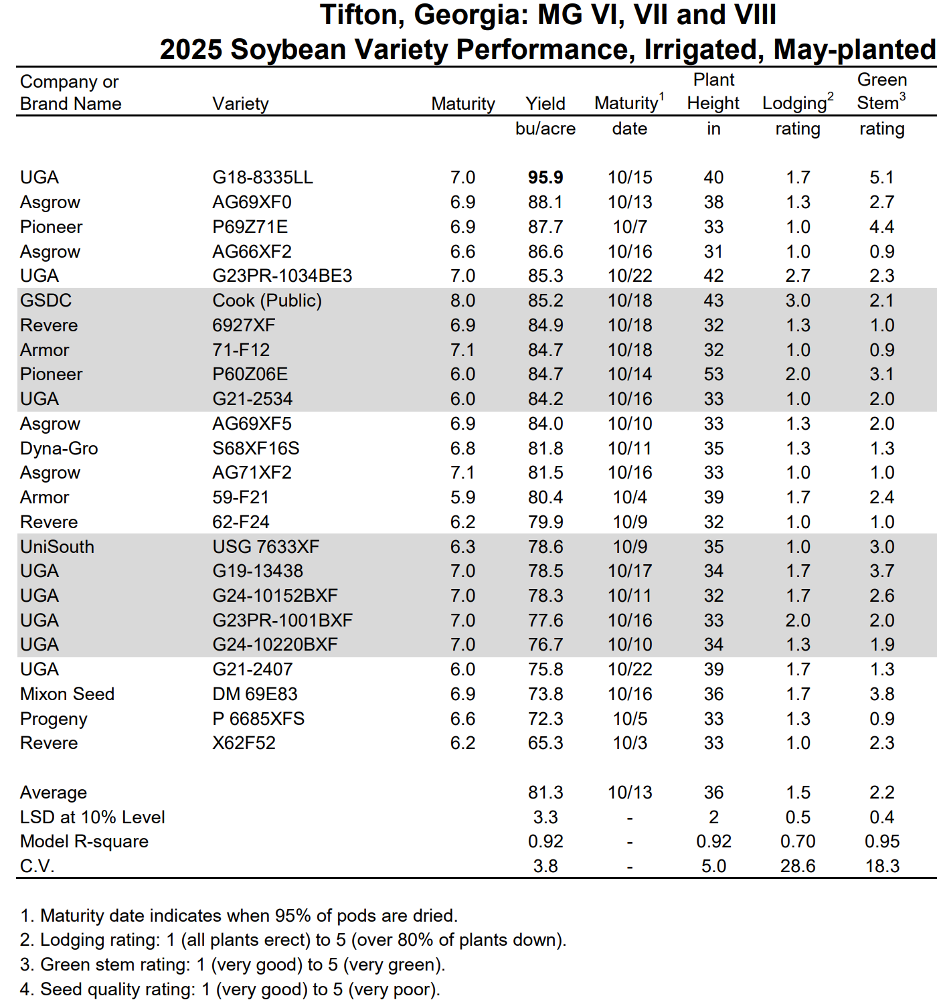 Tifton, Georgia: MG VI, VII and VIII
2025 Soybean Variety Performance, Irrigated, May-planted
Company or Brand Name Variety Maturity Yield Maturity1 Plant Height Lodging2 Green Stem3
bu/acre date in rating rating
UGA G18-8335LL 7.0 95.9 10/15 40 1.7 5.1
Asgrow AG69XF0 6.9 88.1 10/13 38 1.3 2.7
Pioneer P69Z71E 6.9 87.7 10/7 33 1.0 4.4
Asgrow AG66XF2 6.6 86.6 10/16 31 1.0 0.9
UGA G23PR-1034BE3 7.0 85.3 10/22 42 2.7 2.3
GSDC Cook (Public) 8.0 85.2 10/18 43 3.0 2.1
Revere 6927XF 6.9 84.9 10/18 32 1.3 1.0
Armor 71-F12 7.1 84.7 10/18 32 1.0 0.9
Pioneer P60Z06E 6.0 84.7 10/14 53 2.0 3.1
UGA G21-2534 6.0 84.2 10/16 33 1.0 2.0
Asgrow AG69XF5 6.9 84.0 10/10 33 1.3 2.0
Dyna-Gro S68XF16S 6.8 81.8 10/11 35 1.3 1.3
Asgrow AG71XF2 7.1 81.5 10/16 33 1.0 1.0
Armor 59-F21 5.9 80.4 10/4 39 1.7 2.4
Revere 62-F24 6.2 79.9 10/9 32 1.0 1.0
UniSouth USG 7633XF 6.3 78.6 10/9 35 1.0 3.0
UGA G19-13438 7.0 78.5 10/17 34 1.7 3.7
UGA G24-10152BXF 7.0 78.3 10/11 32 1.7 2.6
UGA G23PR-1001BXF 7.0 77.6 10/16 33 2.0 2.0
UGA G24-10220BXF 7.0 76.7 10/10 34 1.3 1.9
UGA G21-2407 6.0 75.8 10/22 39 1.7 1.3
Mixon Seed DM 69E83 6.9 73.8 10/16 36 1.7 3.8
Progeny P 6685XFS 6.6 72.3 10/5 33 1.3 0.9
Revere X62F52 6.2 65.3 10/3 33 1.0 2.3
Average 81.3 10/13 36 1.5 2.2
LSD at 10% Level 3.3 - 2 0.5 0.4
Model R-square 0.92 - 0.92 0.70 0.95
C.V. 3.8 - 5.0 28.6 18.3
1. Maturity date indicates when 95% of pods are dried.
2. Lodging rating: 1 (all plants erect) to 5 (over 80% of plants down).
3. Green stem rating: 1 (very good) to 5 (very green).
4. Seed quality rating: 1 (very good) to 5 (very poor).